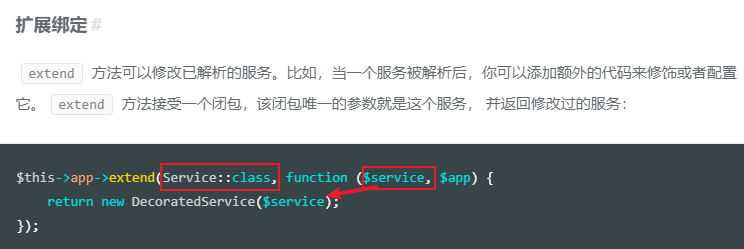 扩展绑定 #
extend 方法可以修改已解析的服务。比如，当一个服务被解析后，你可以添加额外的代码来修饰或者配置
它。 extend 方法接受一个闭包，该闭包唯一的参数就是这个服务， 并返回修改过的服务：
$this->app->extend(Service::class, function ($service, $app) {
    return new DecoratedService($service);
});